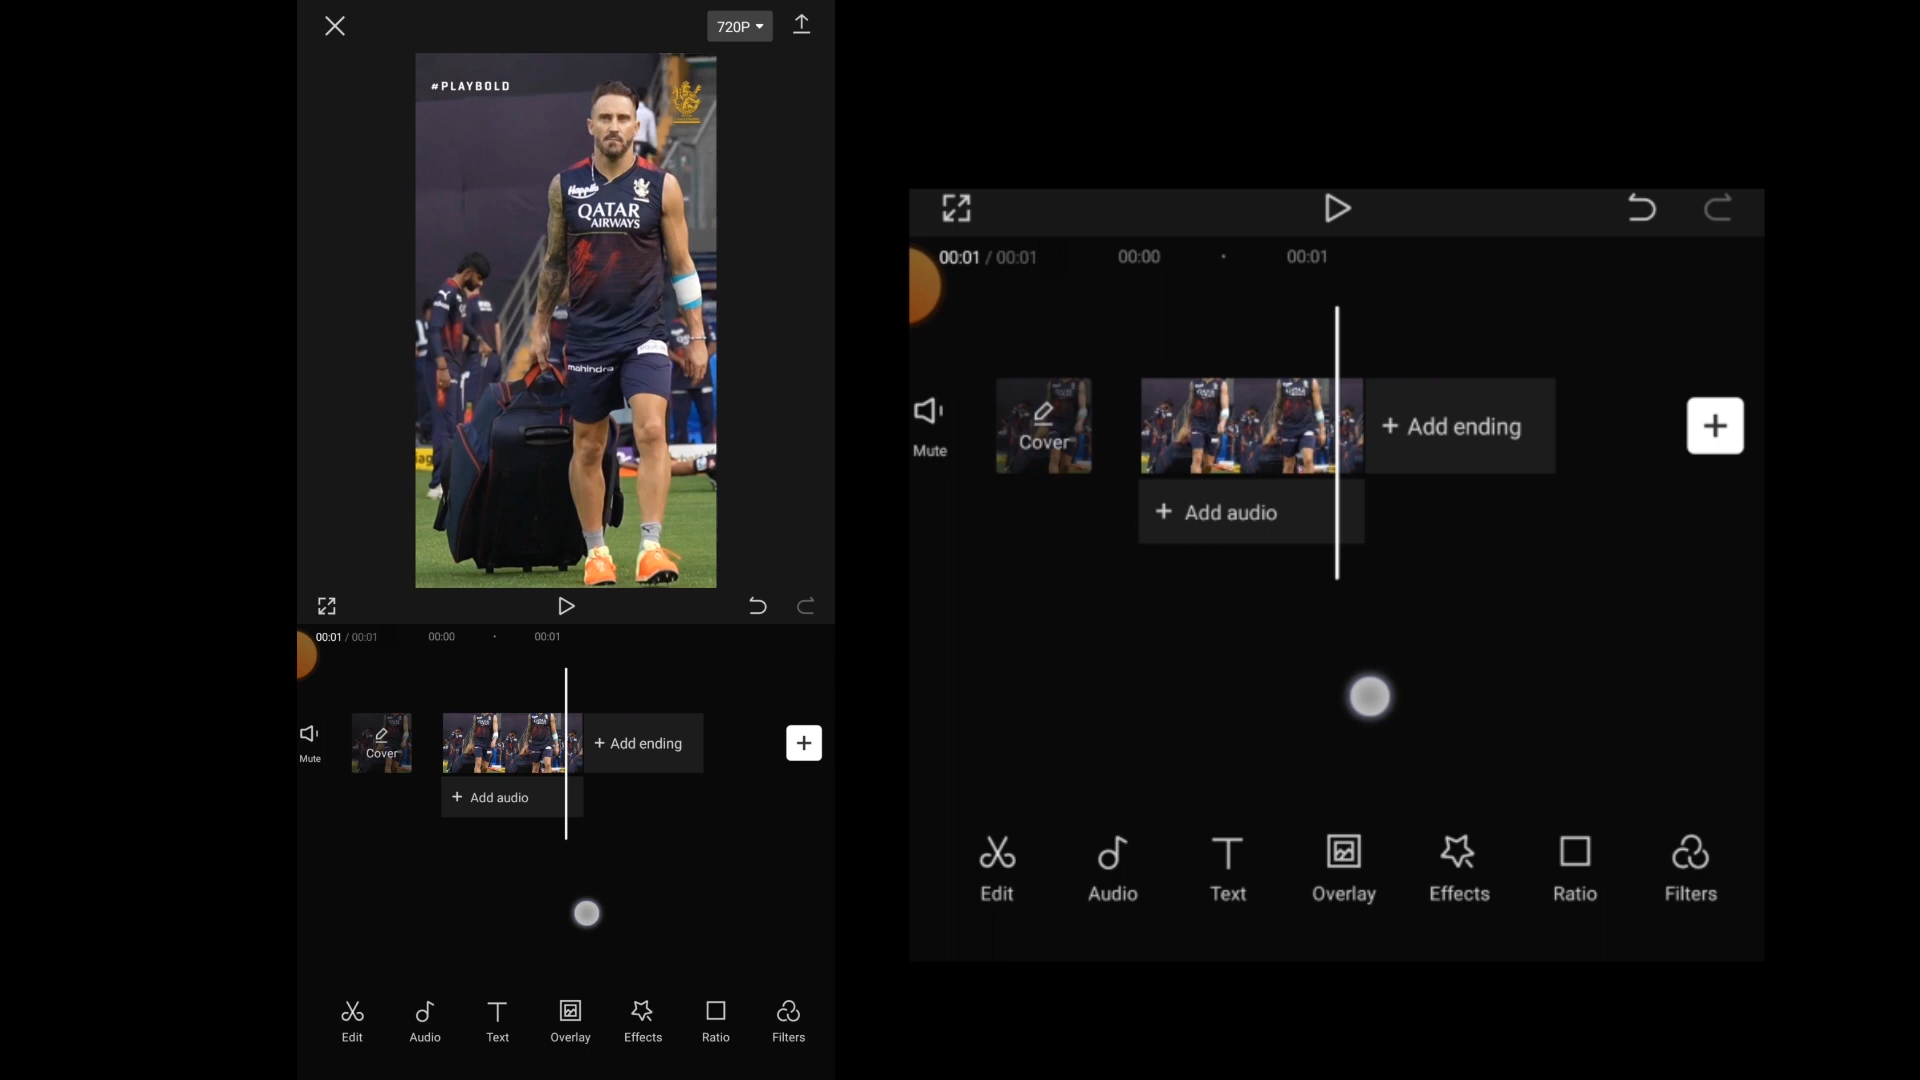 720P
#PLAYBOLD
Happilo
QATAR
AIRWAYS
mahindra
00:01 / 00:01 00:00 00:01
Mute
Cover
+ Add ending
+ Add audio
Edit Audio Text Overlay Effects Ratio Filters
00:01 / 00:01 00:00 00:01
Mute
Cover
+ Add ending
+ Add audio
Edit Audio Text Overlay Effects Ratio Filters